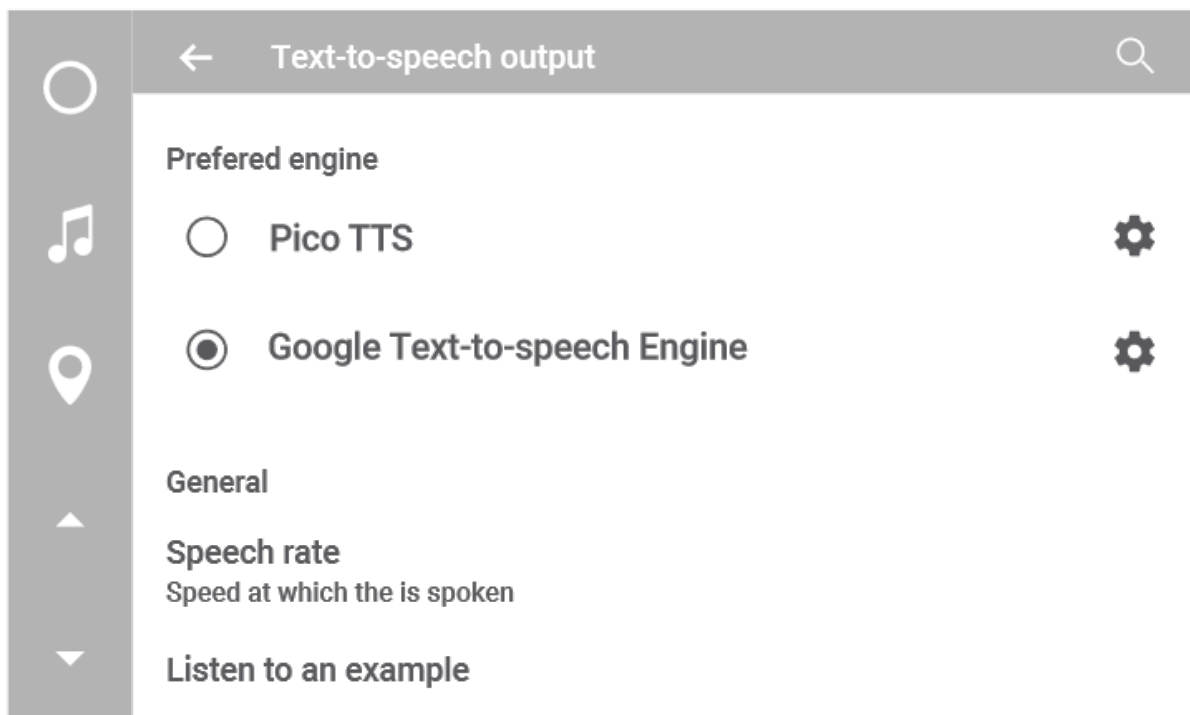 Text-to-speech output
Prefered engine
Pico TTS
Google Text-to-speech Engine
General
Speech rate
Speed at which the is spoken
Listen to an example